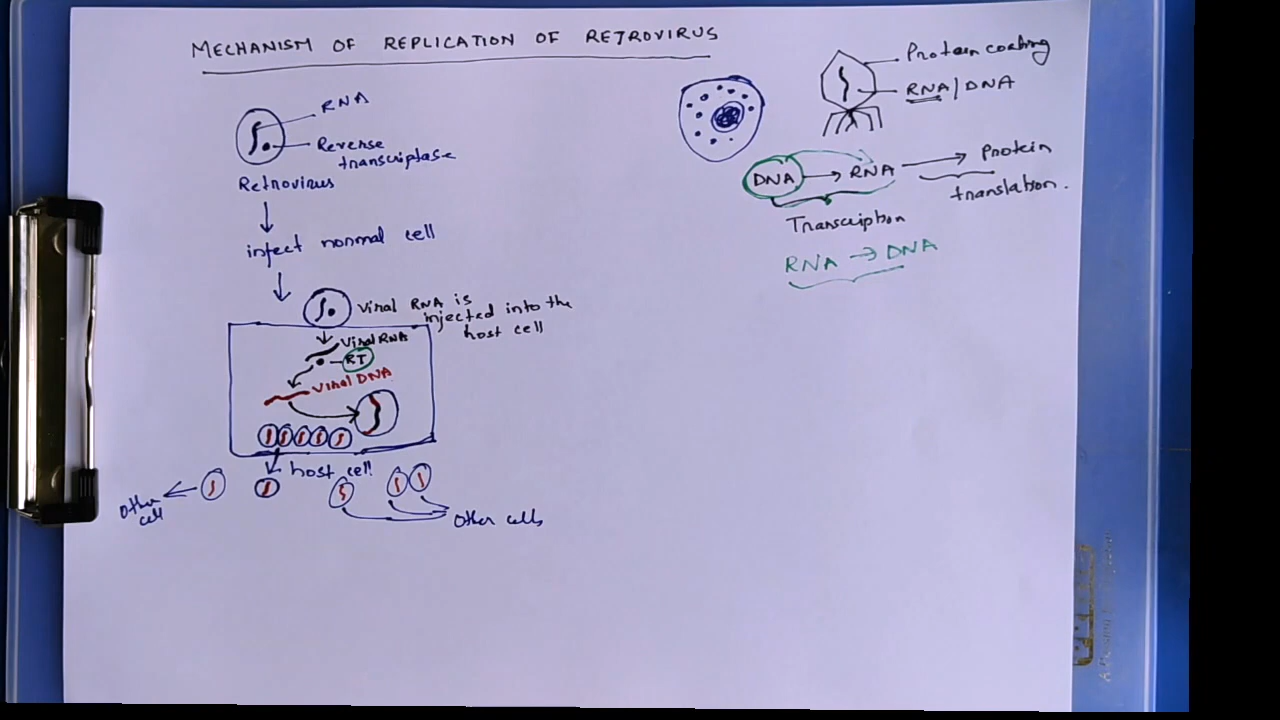 MECHANISM OF REPLICATION OF RETROVIRUS
RNA
Reverse
transcriptase
Retrovirus
infect normal cell
Viral RNA is
injected into the
host cell
Viral RNA
RT
Viral DNA
host cell
Other
cell
Other cells
Protein coating
RNA/DNA
DNA → RNA → Protein
translation.
Transcription
RNA → DNA